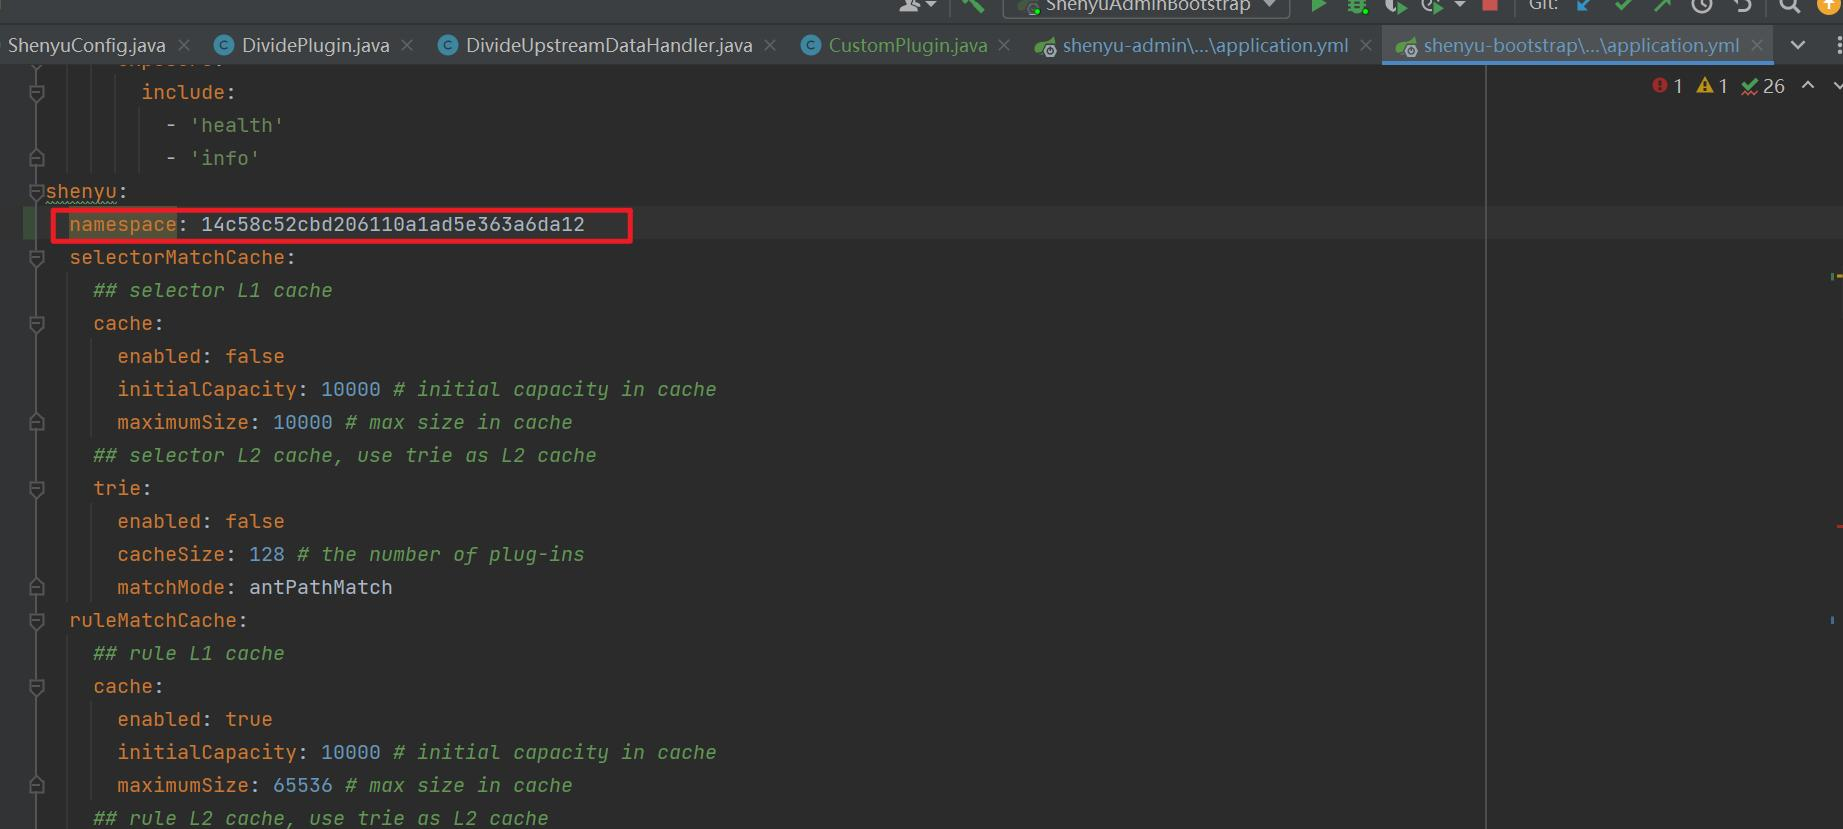 ShenyuAdminBootstrap Git:
ShenyuConfig.java DividePlugin.java DivideUpstreamDataHandler.java CustomPlugin.java shenyu-admin\...\application.yml shenyu-bootstrap\...\application.yml
1 1 26
include:
- 'health'
- 'info'
shenyu:
namespace: 14c58c52cbd206110a1ad5e363a6da12
selectorMatchCache:
## selector L1 cache
cache:
enabled: false
initialCapacity: 10000 # initial capacity in cache
maximumSize: 10000 # max size in cache
## selector L2 cache, use trie as L2 cache
trie:
enabled: false
cacheSize: 128 # the number of plug-ins
matchMode: antPathMatch
ruleMatchCache:
## rule L1 cache
cache:
enabled: true
initialCapacity: 10000 # initial capacity in cache
maximumSize: 65536 # max size in cache
## rule L2 cache, use trie as L2 cache